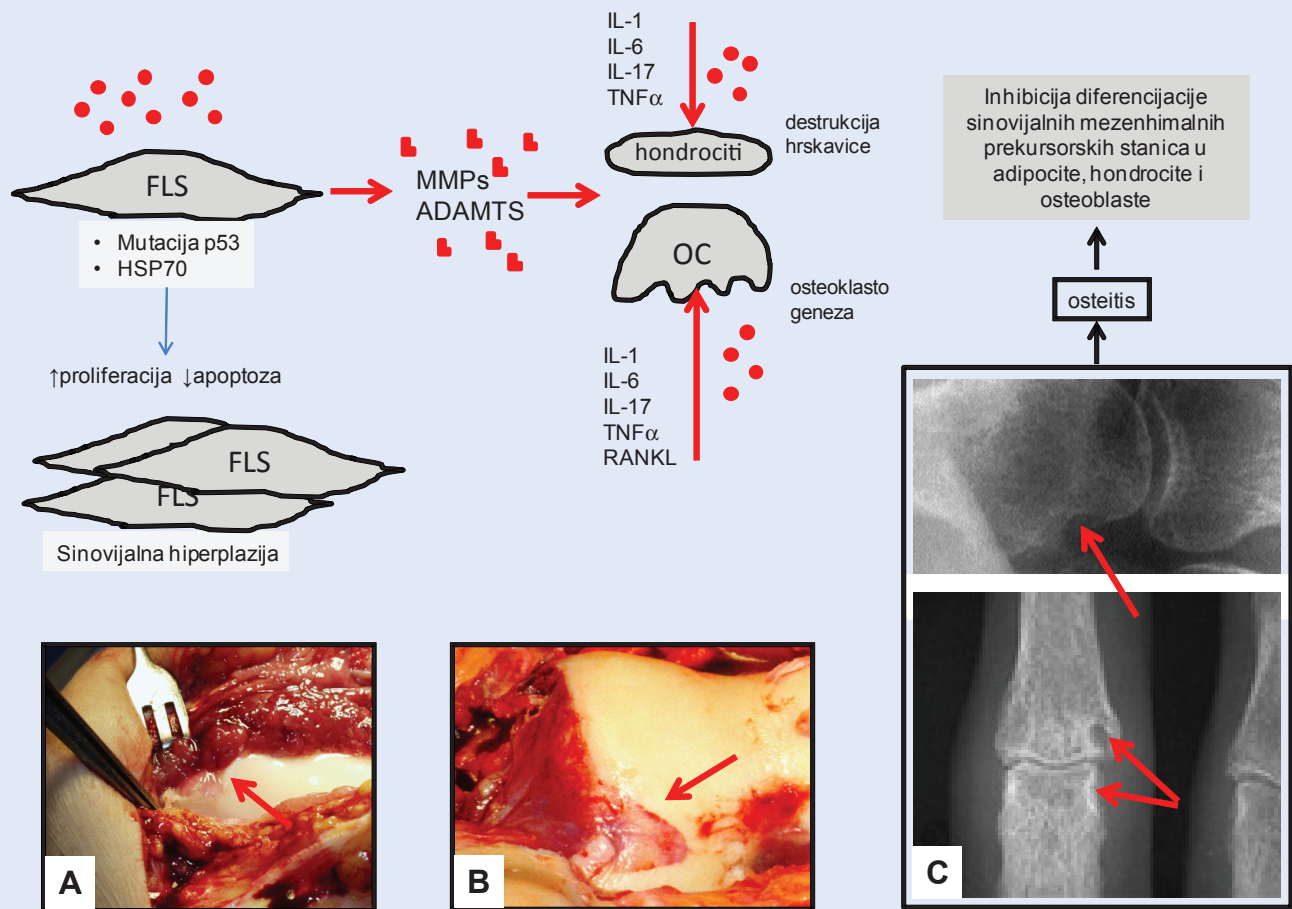 FLS
• Mutacija p53
• HSP70
↑proliferacija ↓apoptoza
FLS
FLS
Sinovijalna hiperplazija
MMPs
ADAMTS
IL-1
IL-6
IL-17
TNFα
hondrociti
destrukcija
hrskavice
OC
osteoklasto
geneza
IL-1
IL-6
IL-17
TNFα
RANKL
Inhibicija diferencijacije
sinovijalnih mezenhimalnih
prekursorskih stanica u
adipocite, hondrocite i
osteoblaste
osteitis
A
B
C